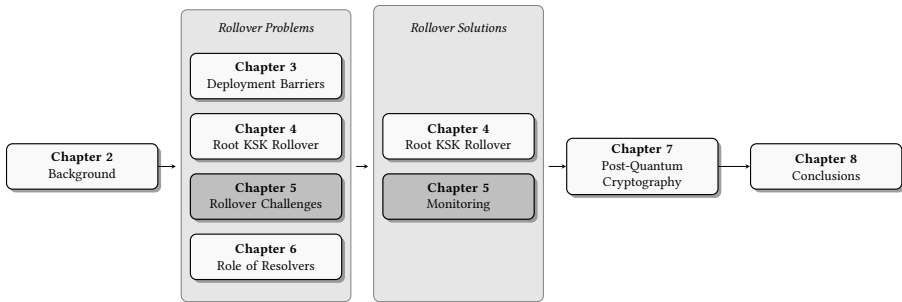 Chapter 2
Background
Rollover Problems
Chapter 3
Deployment Barriers
Chapter 4
Root KSK Rollover
Chapter 5
Rollover Challenges
Chapter 6
Role of Resolvers
Rollover Solutions
Chapter 4
Root KSK Rollover
Chapter 5
Monitoring
Chapter 7
Post-Quantum
Cryptography
Chapter 8
Conclusions